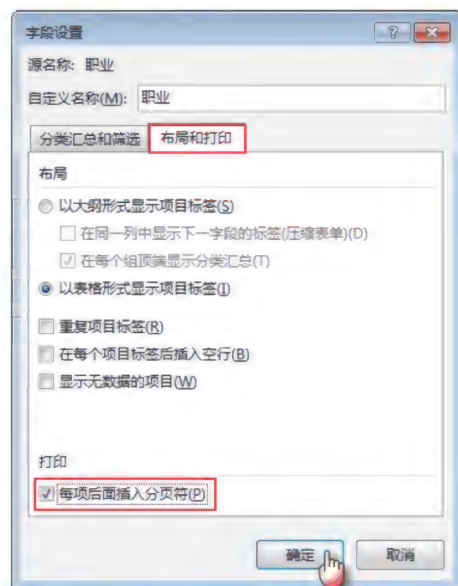 字段设置
源名称: 职业
自定义名称(M): 职业
分类汇总和筛选 布局和打印
布局
以大纲形式显示项目标签(S)
在同一列中显示下一字段的标签(压缩表单)(D)
在每个组顶端显示分类汇总(T)
以表格形式显示项目标签(I)
重复项目标签(R)
在每个项目标签后插入空行(B)
显示无数据的项目(W)
打印
每项后面插入分页符(P)
确定 取消